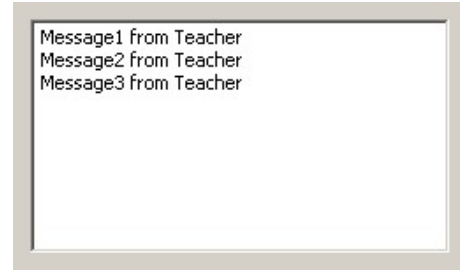 Message1 from Teacher
Message2 from Teacher
Message3 from Teacher